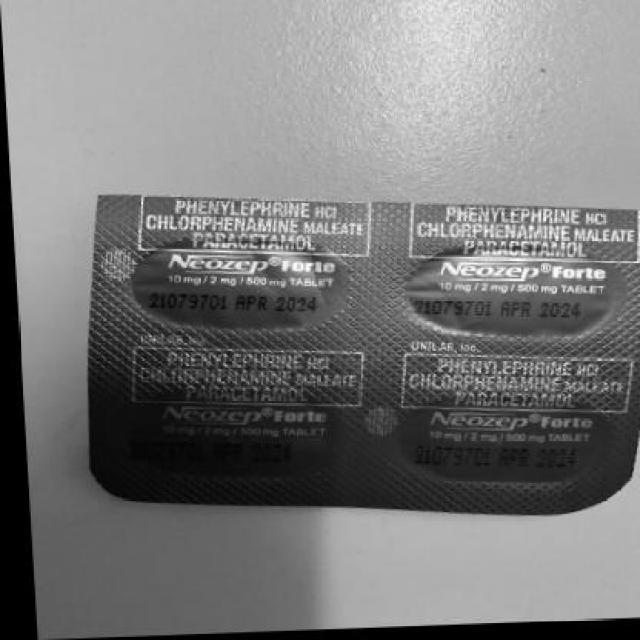 PHENYLEPHRINE HCl
CHLORPHENAMINE MALEATE
PARACETAMOL
Neozep® Forte
10 mg / 2 mg / 500 mg TABLET
21079701 APR 2024
PHENYLEPHRINE HCl
CHLORPHENAMINE MALEATE
PARACETAMOL
Neozep® Forte
10 mg / 2 mg / 500 mg TABLET
21079701 APR 2024
PHENYLEPHRINE HCl
CHLORPHENAMINE MALEATE
PARACETAMOL
Neozep® Forte
10 mg / 2 mg / 500 mg TABLET
APR 2024
UNILAB, Inc.
PHENYLEPHRINE HCl
CHLORPHENAMINE MALEATE
PARACETAMOL
Neozep® Forte
10 mg / 2 mg / 500 mg TABLET
21079701 APR 2024